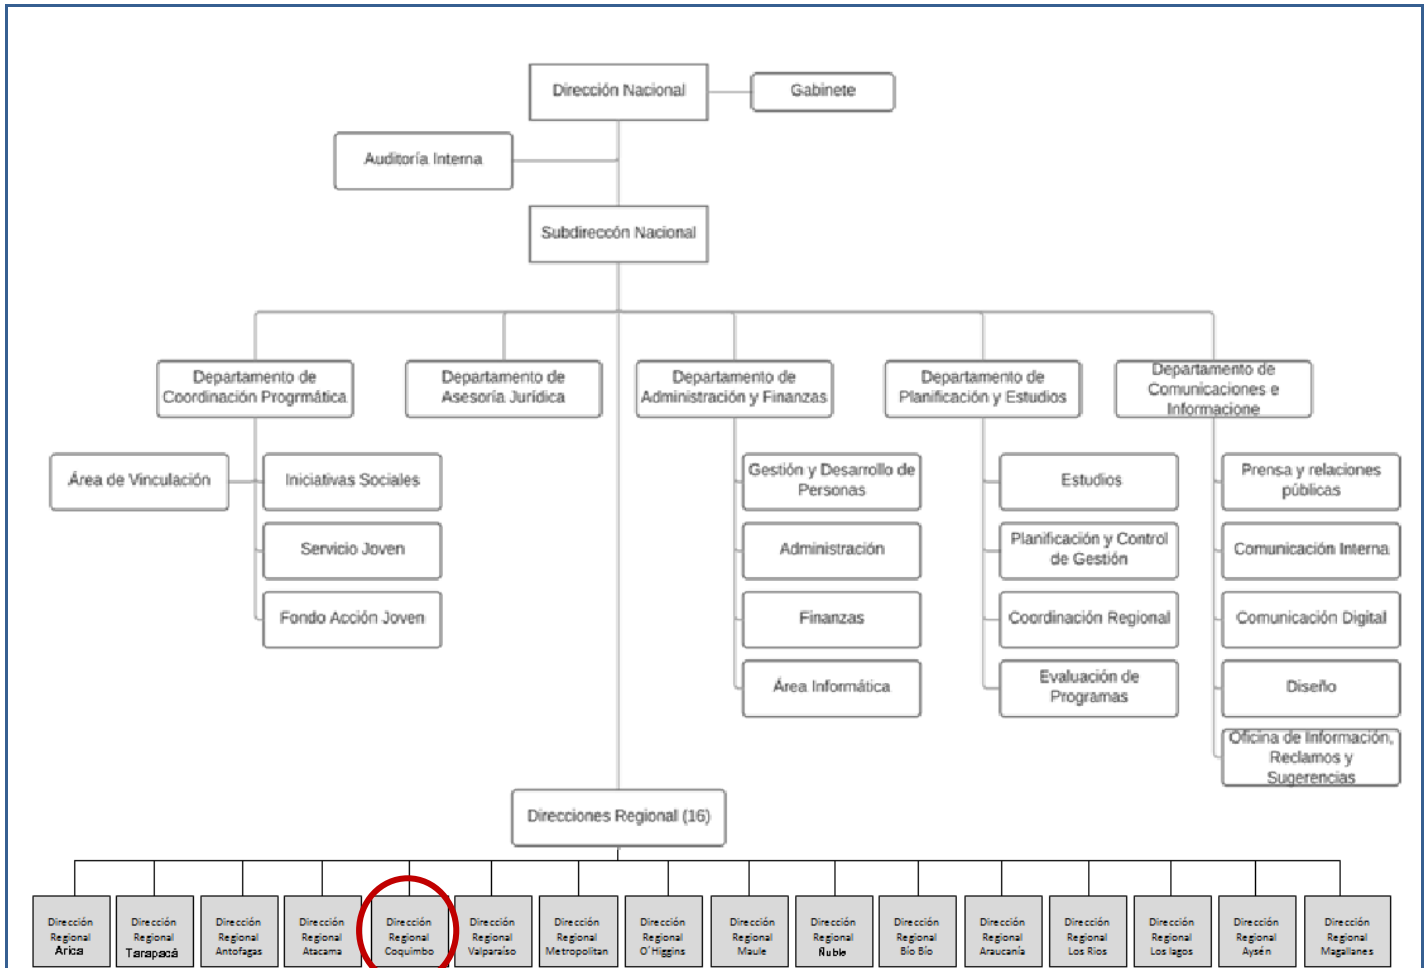 Dirección Nacional
Gabinete
Auditoría Interna
Subdireccón Nacional
Departamento de
Coordinación Progrmática
Departamento de
Asesoría Jurídica
Departamento de
Administración y Finanzas
Departamento de
Planificación y Estudios
Departamento de
Comunicaciones e
Informacione
Área de Vinculación
Iniciativas Sociales
Servicio Joven
Fondo Acción Joven
Gestión y Desarrollo de
Personas
Administración
Finanzas
Área Informática
Estudios
Planificación y Control
de Gestión
Coordinación Regional
Evaluación de
Programas
Prensa y relaciones
públicas
Comunicación Interna
Comunicación Digital
Diseño
Oficina de Información,
Reclamos y
Sugerencias
Direcciones Regional (16)
Dirección
Regional
Arica
Dirección
Regional
Tarapacá
Dirección
Regional
Antofagas
Dirección
Regional
Atacama
Dirección
Regional
Coquimbo
Dirección
Regional
Valparaíso
Dirección
Regional
Metropolitan
Dirección
Regional
O´Higgins
Dirección
Regional
Maule
Dirección
Regional
Ñuble
Dirección
Regional
Bío Bío
Dirección
Regional
Araucanía
Dirección
Regional
Los Rios
Dirección
Regional
Los lagos
Dirección
Regional
Aysén
Dirección
Regional
Magallanes